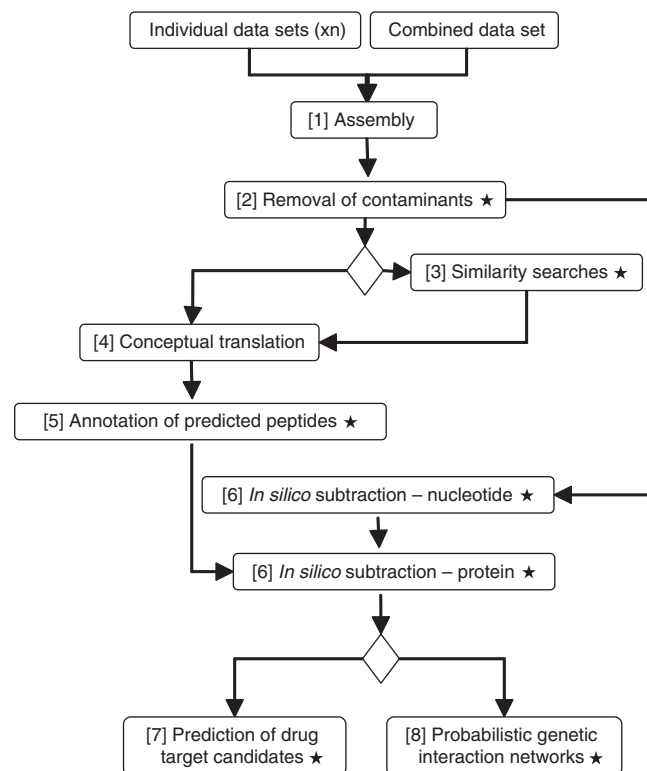 Individual data sets (xn)
Combined data set
[1] Assembly
[2] Removal of contaminants ★
[3] Similarity searches ★
[4] Conceptual translation
[5] Annotation of predicted peptides ★
[6] In silico subtraction – nucleotide ★
[6] In silico subtraction – protein ★
[7] Prediction of drug
target candidates ★
[8] Probabilistic genetic
interaction networks ★